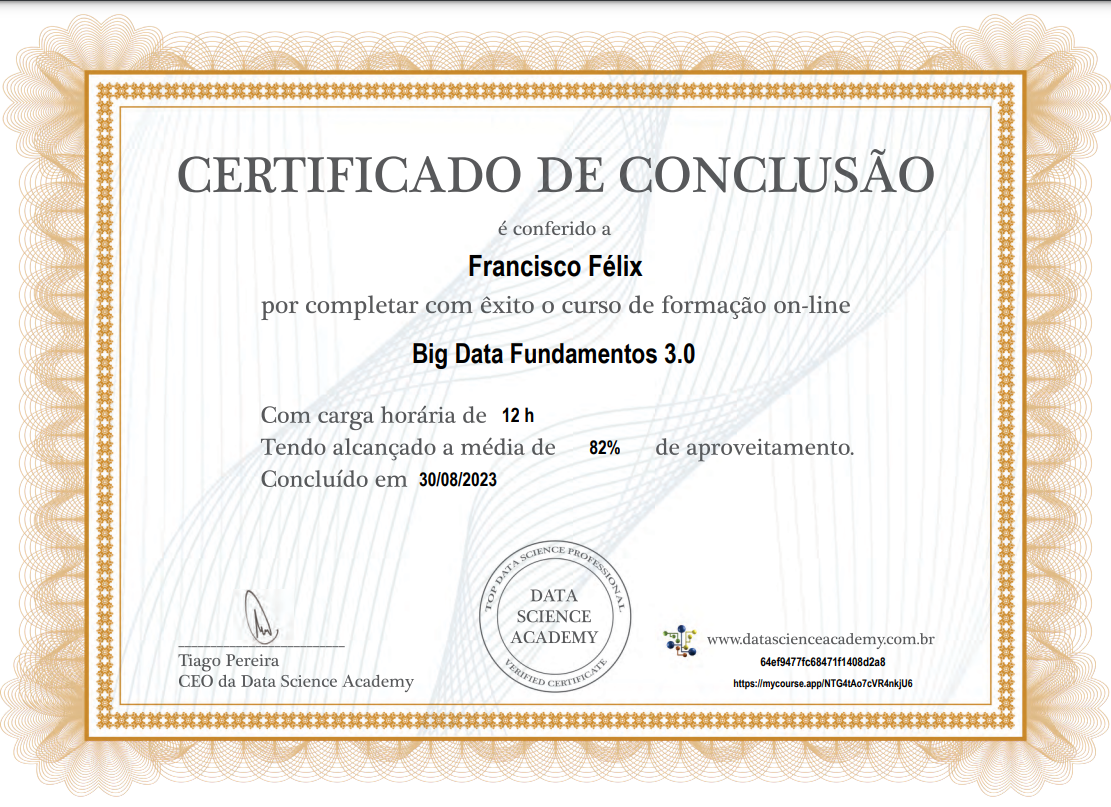 CERTIFICADO DE CONCLUSÃO
é conferido a
Francisco Félix
por completar com êxito o curso de formação on-line
Big Data Fundamentos 3.0
Com carga horária de 12 h
Tendo alcançado a média de 82% de aproveitamento.
Concluído em 30/08/2023
TOP DATA SCIENCE PROFESSIONAL
DATA
SCIENCE
ACADEMY
VERIFIED CERTIFICATE
Tiago Pereira
CEO da Data Science Academy
www.datascienceacademy.com.br
64ef9477fc68471f1408d2a8
https://mycourse.app/NTG4tAo7cVR4nkjU6